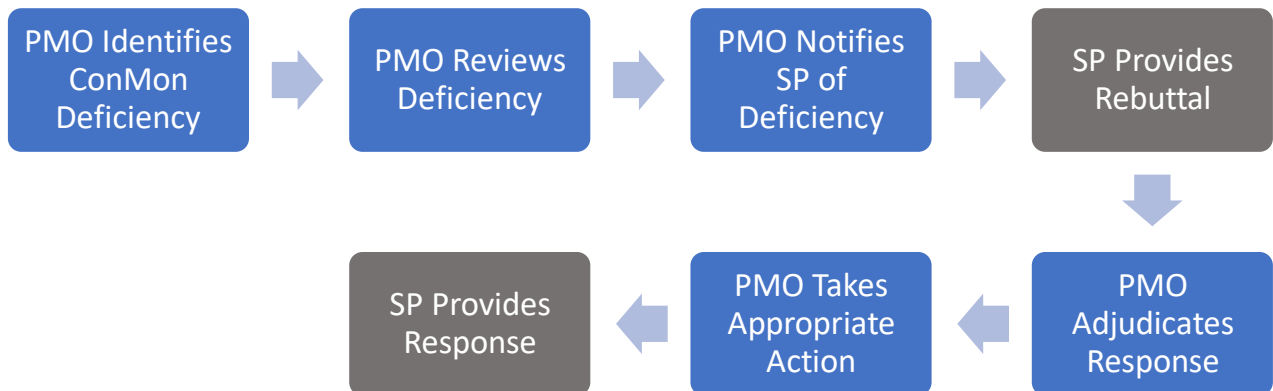 PMO Identifies
ConMon
Deficiency
PMO Reviews
Deficiency
PMO Notifies
SP of
Deficiency
SP Provides
Rebuttal
PMO
Adjudicates
Response
PMO Takes
Appropriate
Action
SP Provides
Response